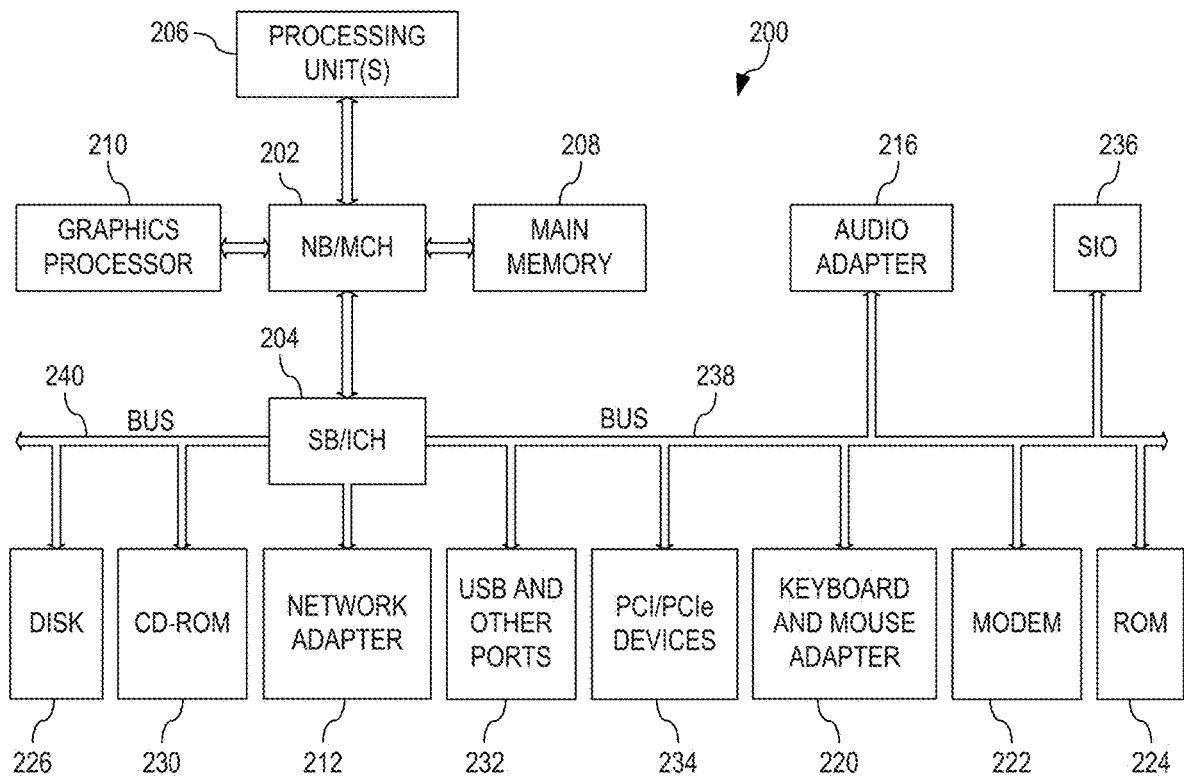 206
PROCESSING
UNIT(S)
200
210
202
208
216
236
GRAPHICS
PROCESSOR
NB/MCH
MAIN
MEMORY
AUDIO
ADAPTER
SIO
204
240
238
BUS
SB/ICH
BUS
DISK
CD-ROM
NETWORK
ADAPTER
USB AND
OTHER
PORTS
PCI/PCIe
DEVICES
KEYBOARD
AND MOUSE
ADAPTER
MODEM
ROM
226
230
212
232
234
220
222
224